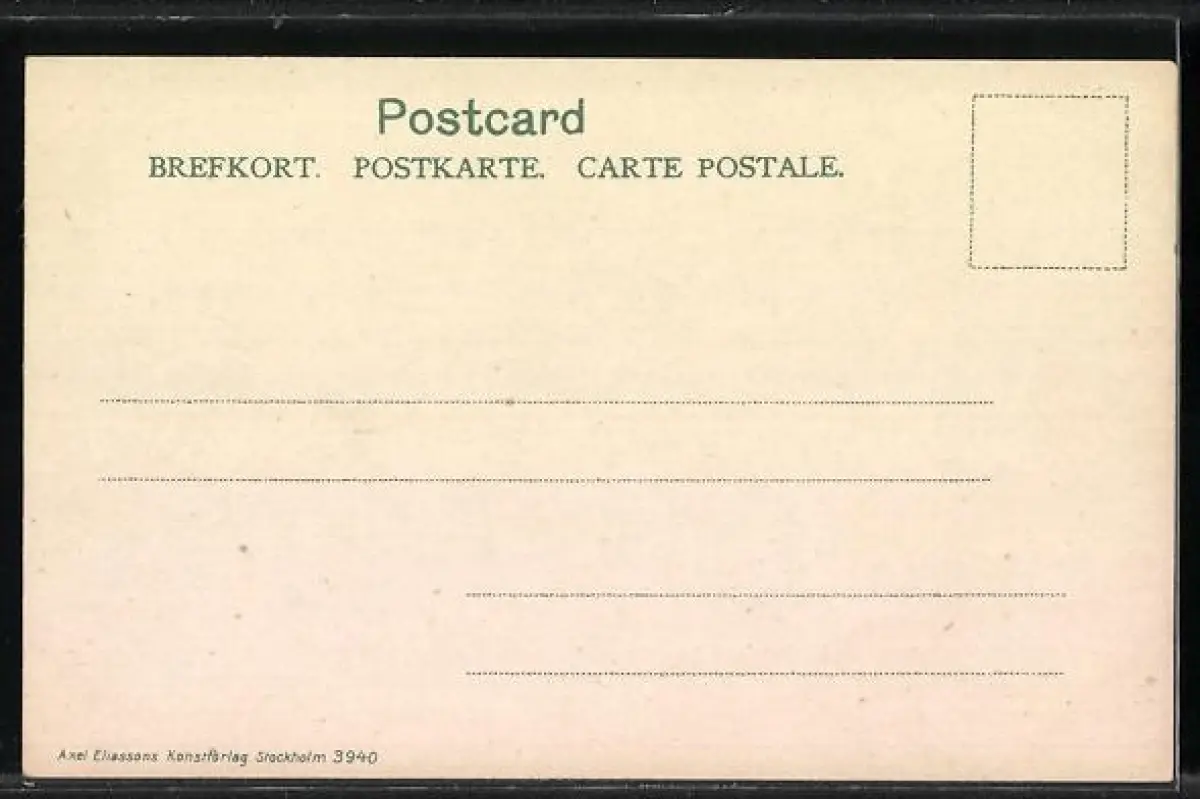 Postcard
BREFKORT. POSTKARTE. CARTE POSTALE.
Axel Eliassons Konstförlag Stockholm 3940